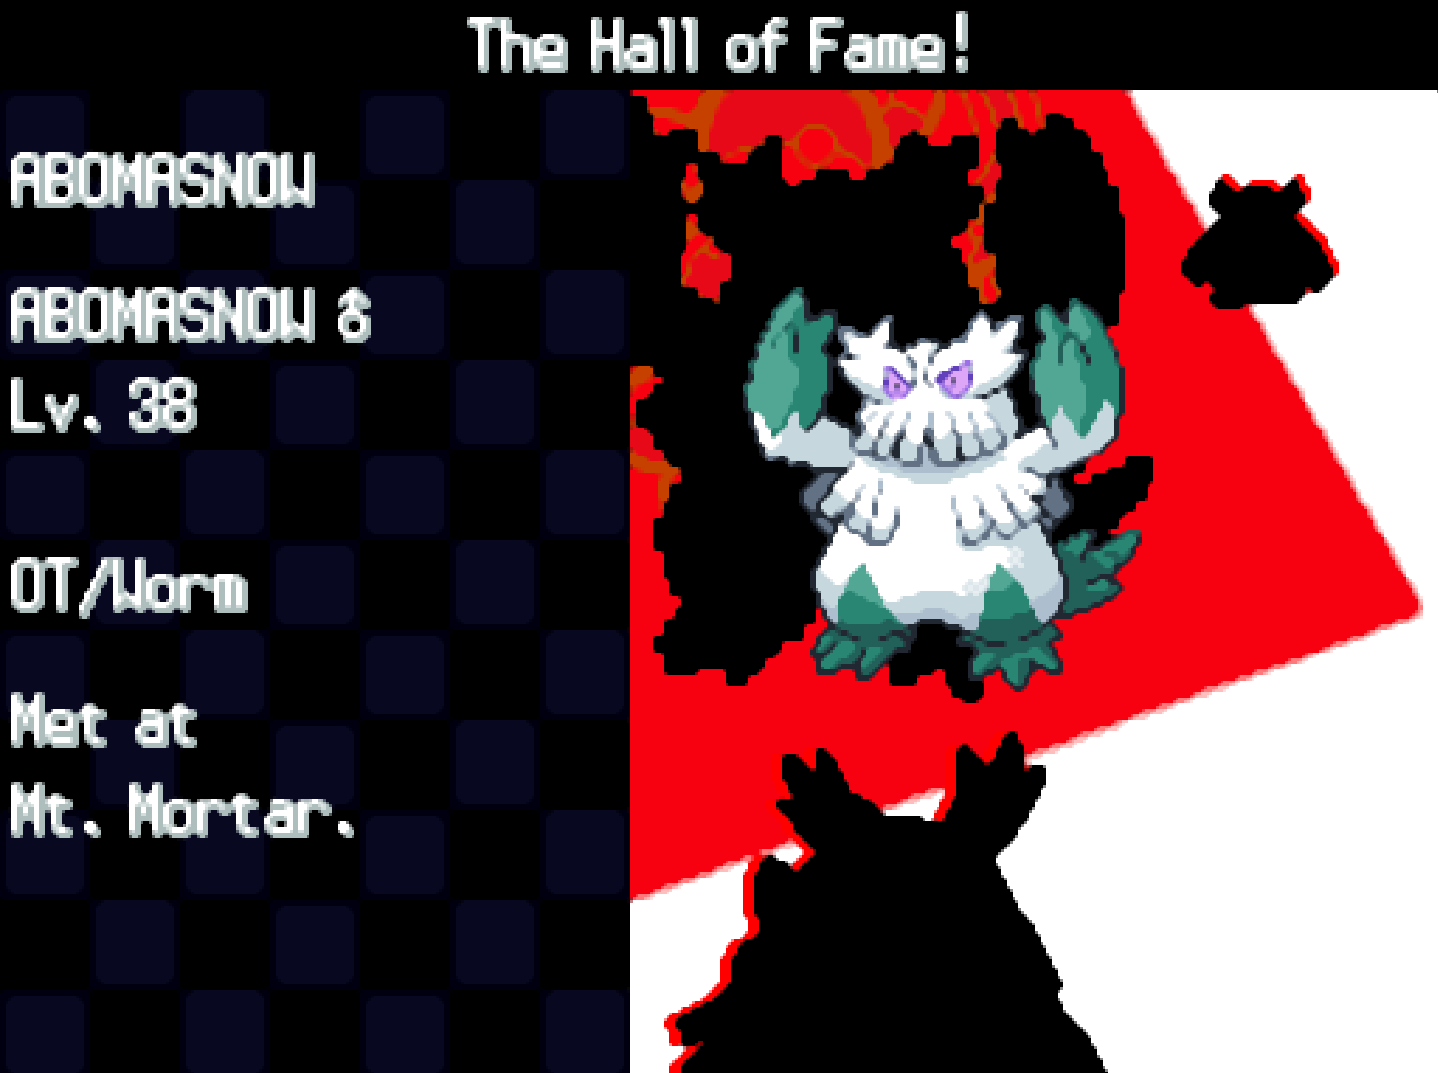 The Hall of Fame!
ABOMASNOW
ABOMASNOW ♂
Lv. 38
OT/Worm
Met at
Mt. Mortar.